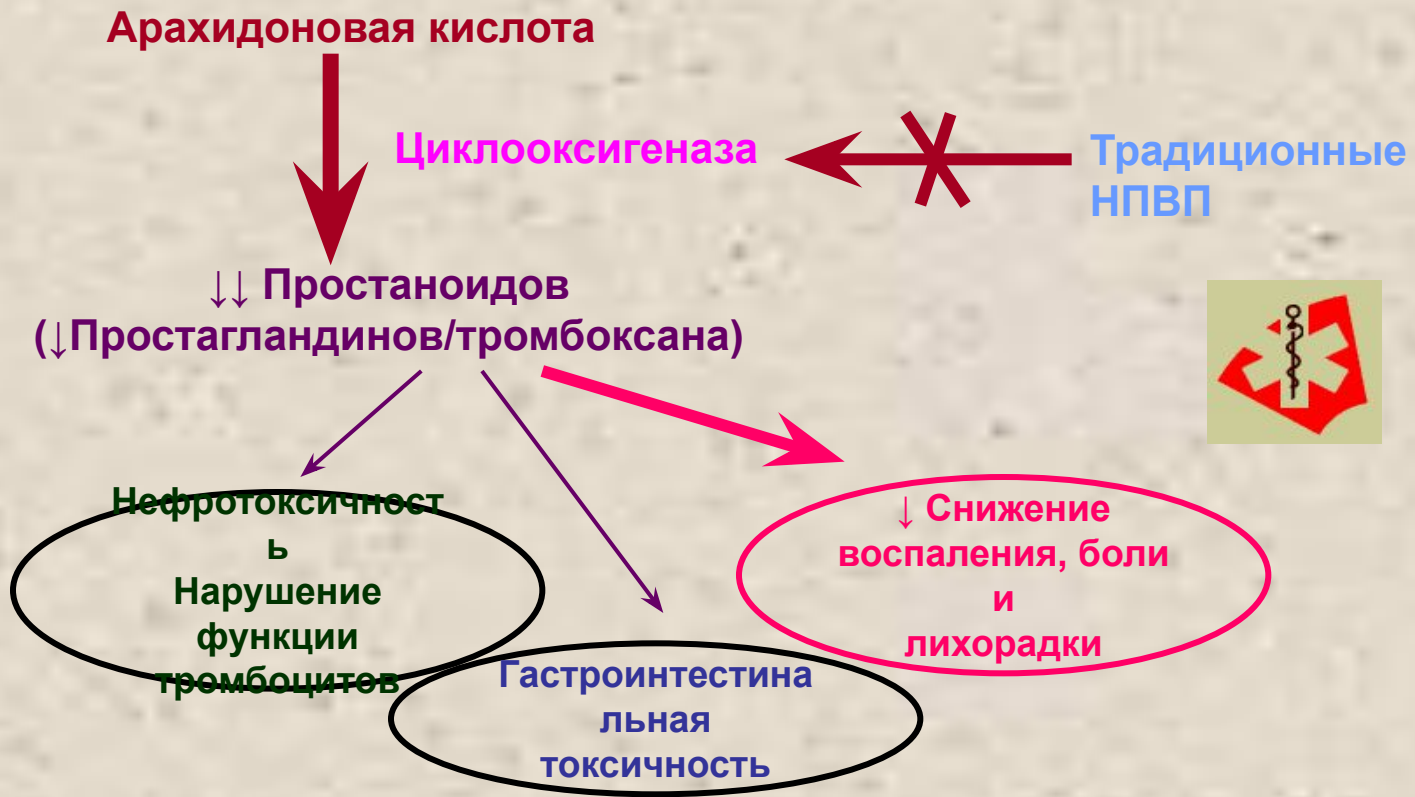 Арахидоновая кислота
Циклооксигеназа
Традиционные
НПВП
↓↓ Простаноидов
(↓Простагландинов/тромбоксана)
Нефротоксичност
ь
Нарушение
функции
тромбоцитов
Гастроинтестина
льная
токсичность
↓ Снижение
воспаления, боли
и
лихорадки